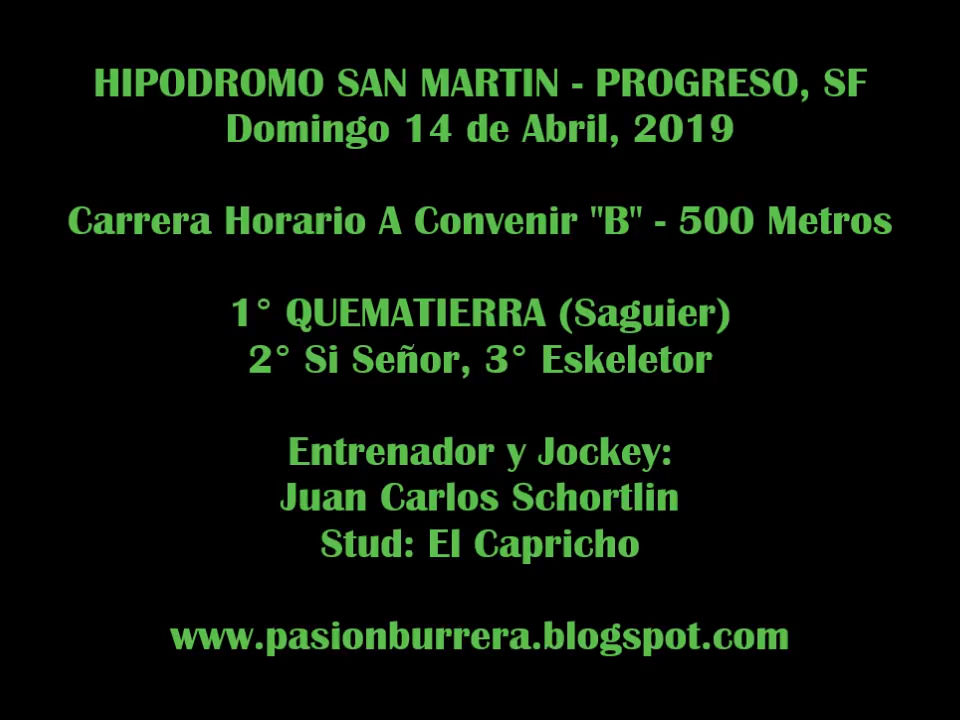 HIPODROMO SAN MARTIN - PROGRESO, SF
Domingo 14 de Abril, 2019
Carrera Horario A Convenir "B" - 500 Metros
1° QUEMATIERRA (Saguier)
2° Si Señor, 3° Eskeletor
Entrenador y Jockey:
Juan Carlos Schortlin
Stud: El Capricho
www.pasionburrera.blogspot.com